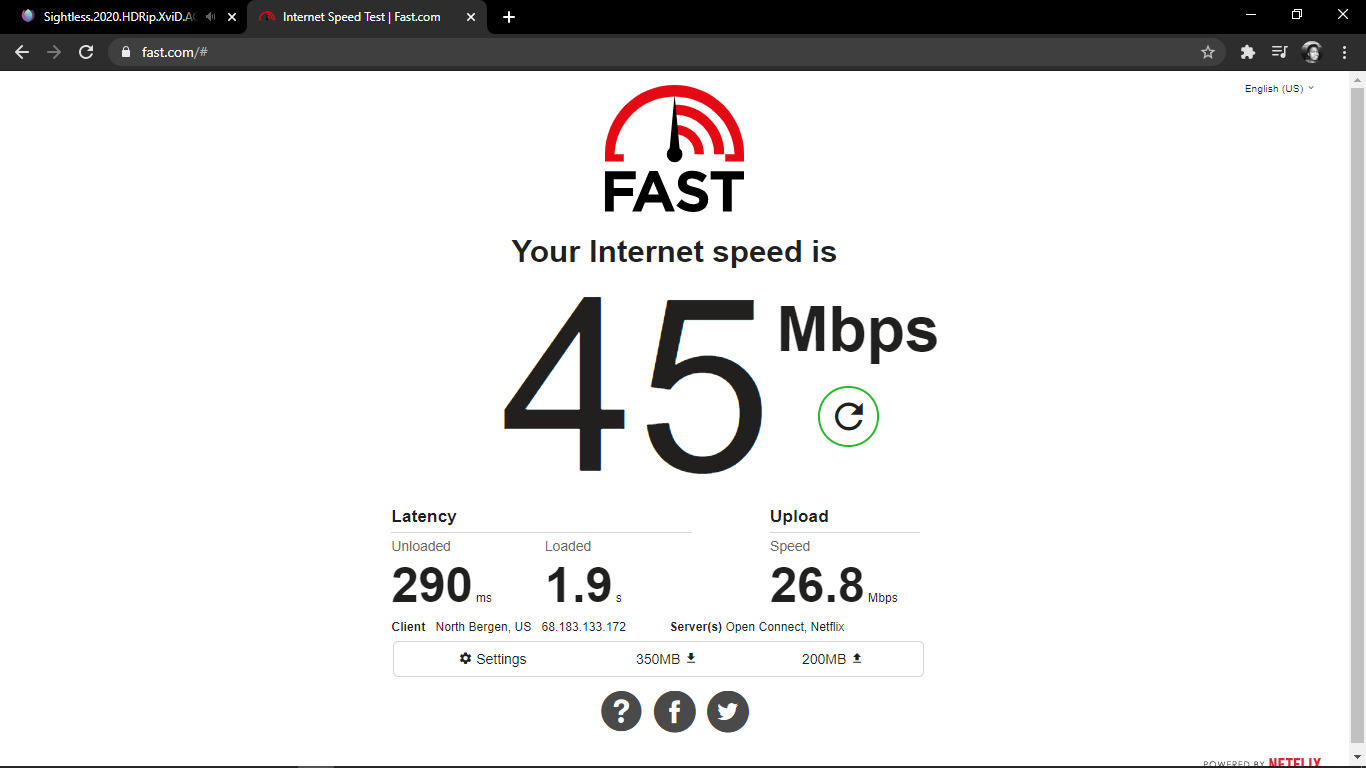 Sightless.2020.HDRip.XviD.AC
Internet Speed Test | Fast.com
fast.com/#
English (US)
FAST
Your Internet speed is
45 Mbps
Latency
Upload
Unloaded
Loaded
Speed
290 ms
1.9 s
26.8 Mbps
Client North Bergen, US 68.183.133.172
Server(s) Open Connect, Netflix
Settings
350MB
200MB
POWERED BY NETFLIX